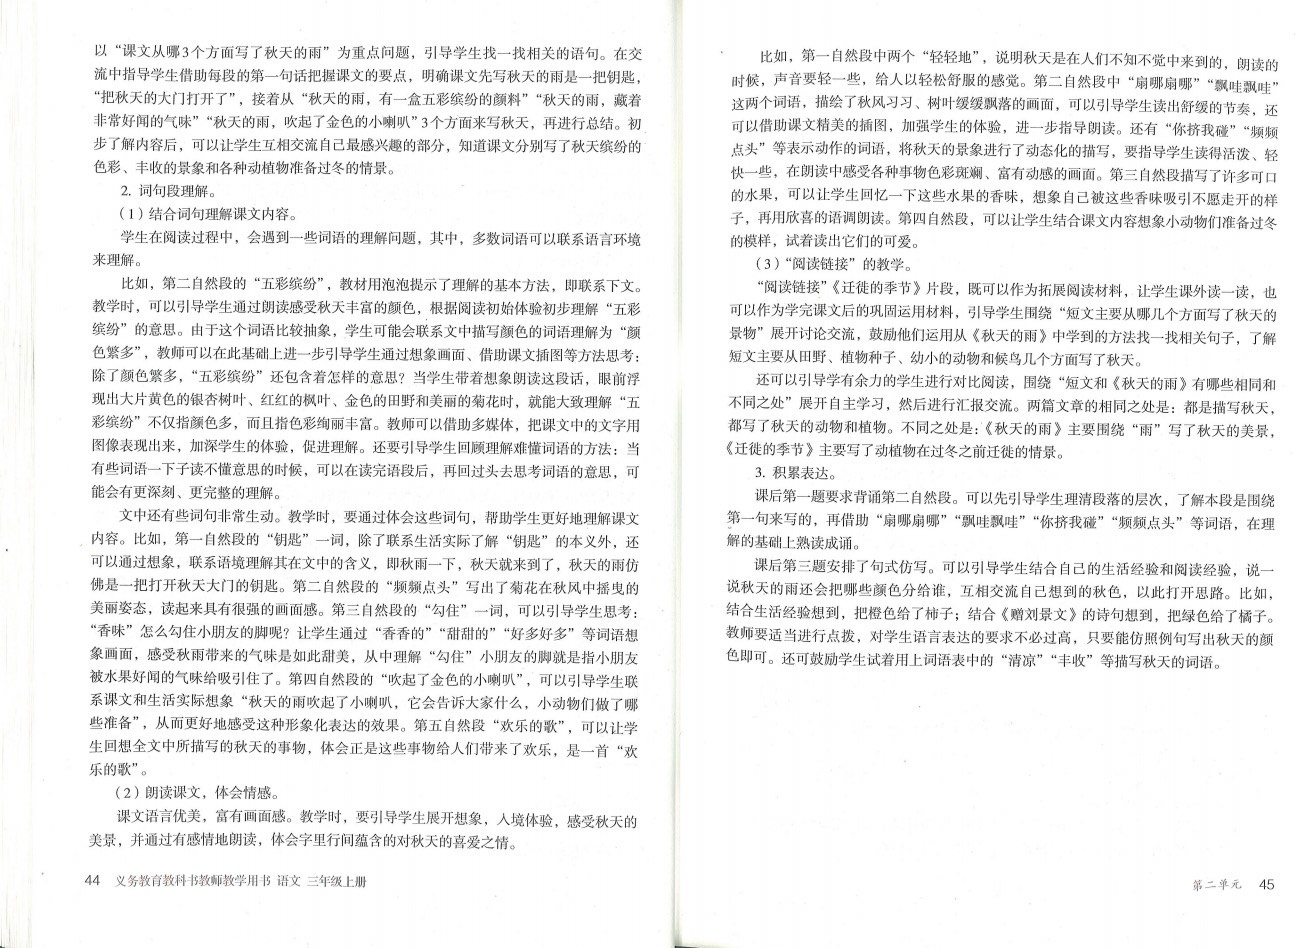 以“课文从哪3个方面写了秋天的雨”为重点问题，引导学生找一找相关的语句。在交
流中指导学生借助每段的第一句话把握课文的要点，明确课文先写秋天的雨是一把钥匙，
“把秋天的大门打开了”，接着从“秋天的雨，有一盒五彩缤纷的颜料”“秋天的雨，藏着
非常好闻的气味”“秋天的雨，吹起了金色的小喇叭”3个方面来写秋天，再进行总结。初
步了解内容后，可以让学生互相交流自己最感兴趣的部分，知道课文分别写了秋天缤纷的
色彩、丰收的景象和各种动植物准备过冬的情景。
2. 词句段理解。
（1）结合词句理解课文内容。
学生在阅读过程中，会遇到一些词语的理解问题，其中，多数词语可以联系语言环境
来理解。
比如，第二自然段的“五彩缤纷”，教材用泡泡提示了理解的基本方法，即联系下文。
教学时，可以引导学生通过朗读感受秋天丰富的颜色，根据阅读初始体验初步理解“五彩
缤纷”的意思。由于这个词语比较抽象，学生可能会联系文中描写颜色的词语理解为“颜
色繁多”，教师可以在此基础上进一步引导学生通过想象画面、借助课文插图等方法思考：
除了颜色繁多，“五彩缤纷”还包含着怎样的意思？当学生带着想象朗读这段话，眼前浮
现出大片黄色的银杏树叶、红红的枫叶、金色的田野和美丽的菊花时，就能大致理解“五
彩缤纷”不仅指颜色多，而且指色彩绚丽丰富。教师可以借助多媒体，把课文中的文字用
图像表现出来，加深学生的体验，促进理解。还要引导学生回顾理解难懂词语的方法：当
有些词语一下子读不懂意思的时候，可以在读完语段后，再回过头去思考词语的意思，可
能会有更深刻、更完整的理解。
文中还有些词句非常生动。教学时，要通过体会这些词句，帮助学生更好地理解课文
内容。比如，第一自然段的“钥匙”一词，除了联系生活实际了解“钥匙”的本义外，还
可以通过想象，联系语境理解其在文中的含义，即秋雨一下，秋天就来到了，秋天的雨仿
佛是一把打开秋天大门的钥匙。第二自然段的“频频点头”写出了菊花在秋风中摇曳的
美丽姿态，读起来具有很强的画面感。第三自然段的“勾住”一词，可以引导学生思考：
“香味”怎么勾住小朋友的脚呢？让学生通过“香香的”“甜甜的”“好多好多”等词语想
象画面，感受秋雨带来的气味是如此甜美，从中理解“勾住”小朋友的脚就是指小朋友
被水果好闻的气味给吸引住了。第四自然段的“吹起了金色的小喇叭”，可以引导学生联
系课文和生活实际想象“秋天的雨吹起了小喇叭，它会告诉大家什么，小动物们做了哪
些准备”，从而更好地感受这种形象化表达的效果。第五自然段“欢乐的歌”，可以让学
生回想全文中所描写的秋天的事物，体会正是这些事物给人们带来了欢乐，是一首“欢
乐的歌”。
（2）朗读课文，体会情感。
课文语言优美，富有画面感。教学时，要引导学生展开想象，入境体验，感受秋天的
美景，并通过有感情地朗读，体会字里行间蕴含的对秋天的喜爱之情。
44 义务教育教科书教师教学用书 语文 三年级上册
比如，第一自然段中两个“轻轻地”，说明秋天是在人们不知不觉中来到的，朗读的
时候，声音要轻一些，给人以轻松舒服的感觉。第二自然段中“扇哪扇哪”“飘哇飘哇”
这两个词语，描绘了秋风习习、树叶缓缓飘落的画面，可以引导学生读出舒缓的节奏，还
可以借助课文精美的插图，加强学生的体验，进一步指导朗读。还有“你挤我碰”“频频
点头”等表示动作的词语，将秋天的景象进行了动态化的描写，要指导学生读得活泼、轻
快一些，在朗读中感受各种事物色彩斑斓、富有动感的画面。第三自然段描写了许多可口
的水果，可以让学生回忆一下这些水果的香味，想象自己被这些香味吸引不愿走开的样
子，再用欣喜的语调朗读。第四自然段，可以让学生结合课文内容想象小动物们准备过冬
的模样，试着读出它们的可爱。
（3）“阅读链接”的教学。
“阅读链接”《迁徙的季节》片段，既可以作为拓展阅读材料，让学生课外读一读，也
可以作为学完课文后的巩固运用材料，引导学生围绕“短文主要从哪几个方面写了秋天的
景物”展开讨论交流，鼓励他们运用从《秋天的雨》中学到的方法找一找相关句子，了解
短文主要从田野、植物种子、幼小的动物和候鸟几个方面写了秋天。
还可以引导学有余力的学生进行对比阅读，围绕“短文和《秋天的雨》有哪些相同和
不同之处”展开自主学习，然后进行汇报交流。两篇文章的相同之处是：都是描写秋天，
都写了秋天的动物和植物。不同之处是：《秋天的雨》主要围绕“雨”写了秋天的美景，
《迁徙的季节》主要写了动植物在过冬之前迁徙的情景。
3. 积累表达。
课后第一题要求背诵第二自然段。可以先引导学生理清段落的层次，了解本段是围绕
第一句来写的，再借助“扇哪扇哪”“飘哇飘哇”“你挤我碰”“频频点头”等词语，在理
解的基础上熟读成诵。
课后第三题安排了句式仿写。可以引导学生结合自己的生活经验和阅读经验，说一
说秋天的雨还会把哪些颜色分给谁，互相交流自己想到的秋色，以此打开思路。比如，
结合生活经验想到，把橙色给了柿子；结合《赠刘景文》的诗句想到，把绿色给了橘子。
教师要适当进行点拨，对学生语言表达的要求不必过高，只要能仿照例句写出秋天的颜
色即可。还可鼓励学生试着用上词语表中的“清凉”“丰收”等描写秋天的词语。
第二单元 45